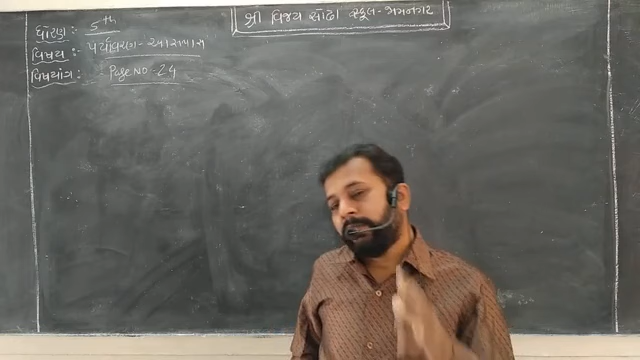 શ્રી વિજય સોઢા સ્કૂલ - જામનગર
ધોરણ :- 5th
વિષય :- પર્યાવરણ - આસપાસ
વિષયાંગ : - Page No :- 24